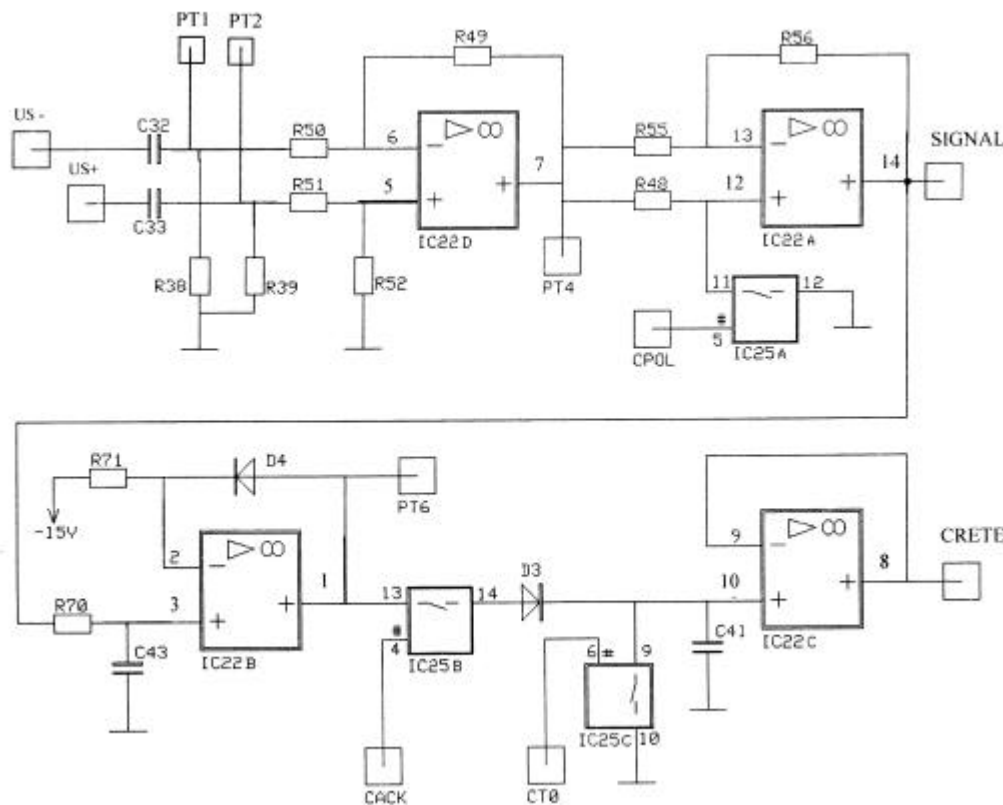 PT1 PT2 R49 R56
US - C32 R50 6 - ▷∞ 7 + R55 13 - ▷∞ 14 + SIGNAL
US+ C33 R51 5 + IC22D R48 12 + IC22A
R38 R39 R52 PT4 11 12
CPOL # 5 IC25A
R71 D4 PT6
-15V 2 - ▷∞ 9 - ▷∞ 8 + CRETE
R70 3 + 1 + 13 14 D3 10 +
C43 IC22B # 4 IC25B 6 # 9 C41 IC22C
IC25C 10
CACK CT0